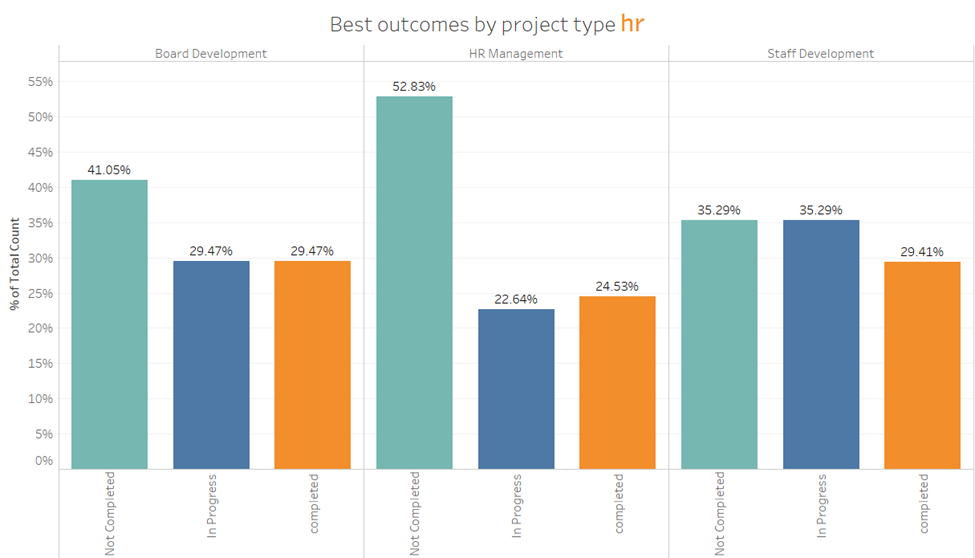 Best outcomes by project type hr
Board Development
HR Management
Staff Development
% of Total Count
55%
50%
45%
40%
35%
30%
25%
20%
15%
10%
5%
0%
41.05%
29.47%
29.47%
52.83%
22.64%
24.53%
35.29%
35.29%
29.41%
Not Completed
In Progress
completed
Not Completed
In Progress
completed
Not Completed
In Progress
completed